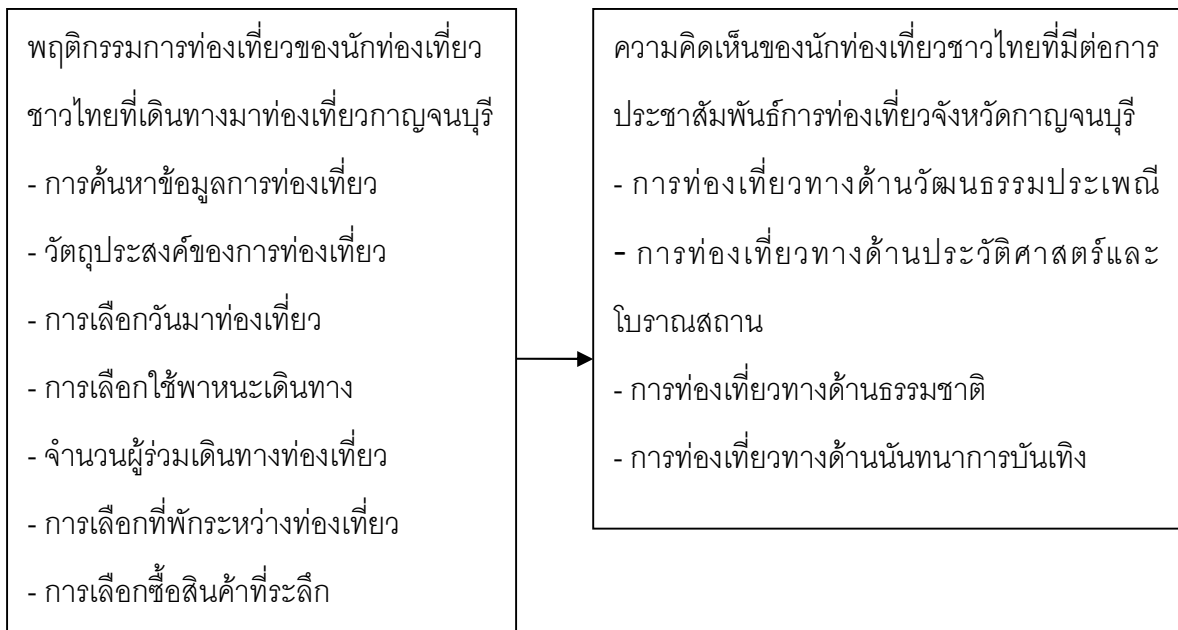 พฤติกรรมการท่องเที่ยวของนักท่องเที่ยว
ชาวไทยที่เดินทางมาท่องเที่ยวกาญจนบุรี
- การค้นหาข้อมูลการท่องเที่ยว
- วัตถุประสงค์ของการท่องเที่ยว
- การเลือกวันมาท่องเที่ยว
- การเลือกใช้พาหนะเดินทาง
- จำนวนผู้ร่วมเดินทางท่องเที่ยว
- การเลือกที่พักระหว่างท่องเที่ยว
- การเลือกซื้อสินค้าที่ระลึก
ความคิดเห็นของนักท่องเที่ยวชาวไทยที่มีต่อการ
ประชาสัมพันธ์การท่องเที่ยวจังหวัดกาญจนบุรี
- การท่องเที่ยวทางด้านวัฒนธรรมประเพณี
- การท่องเที่ยวทางด้านประวัติศาสตร์และ
โบราณสถาน
- การท่องเที่ยวทางด้านธรรมชาติ
- การท่องเที่ยวทางด้านนันทนาการบันเทิง